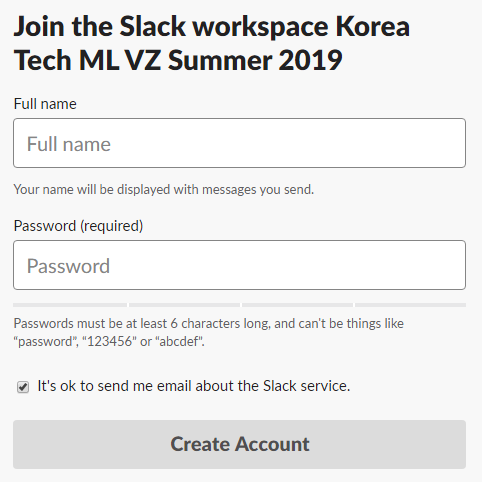 Join the Slack workspace Korea
Tech ML VZ Summer 2019
Full name
Full name
Your name will be displayed with messages you send.
Password (required)
Password
Passwords must be at least 6 characters long, and can't be things like
“password”, “123456” or “abcdef”.
It's ok to send me email about the Slack service.
Create Account